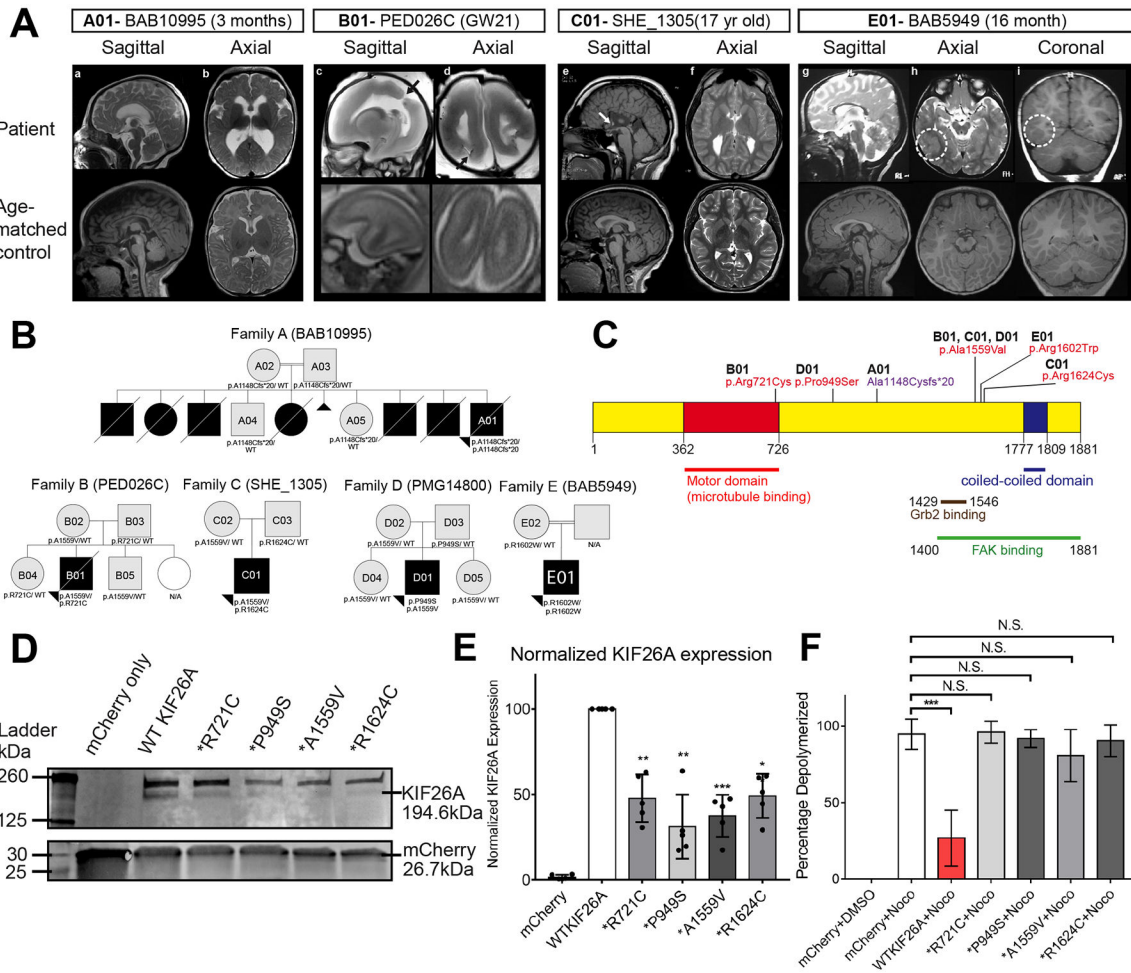 A
A01- BAB10995 (3 months)
B01- PED026C (GW21)
C01- SHE_1305(17 yr old)
E01- BAB5949 (16 month)
Sagittal Axial
Sagittal Axial
Sagittal Axial
Sagittal Axial Coronal
Patient
Age-
matched
control
a b c d e f g h i
B
Family A (BAB10995)
A02 A03
p.A1148Cfs*20/ WT p.A1148Cfs*20/WT
A04 A05 A01
p.A1148Cfs*20/
WT
p.A1148Cfs*20/
WT
p.A1148Cfs*20/
p.A1148Cfs*20
Family B (PED026C)
B02 B03
p.A1559V/WT p.R721C/ WT
B04 B01 B05
p.R721C/ WT
p.A1559V/
p.R721C
p.A1559V/WT
N/A
Family C (SHE_1305)
C02 C03
p.A1559V/ WT p.R1624C/ WT
C01
p.A1559V/
p.R1624C
Family D (PMG14800)
D02 D03
p.A1559V/ WT p.P949S/ WT
D04 D01 D05
p.P949S
p.A1559V
p.A1559V/ WT
Family E (BAB5949)
E02
p.R1602W/ WT
N/A
E01
p.R1602W/
p.R1602W
C
B01
p.Arg721Cys
D01
p.Pro949Ser
A01
Ala1148Cysfs*20
B01, C01, D01
p.Ala1559Val
E01
p.Arg1602Trp
C01
p.Arg1624Cys
1 362 726 1777 1809 1881
Motor domain
(microtubule binding)
coiled-coiled domain
1429 1546
Grb2 binding
1400 FAK binding 1881
D
mCherry only
WT KIF26A
*R721C
*P949S
*A1559V
*R1624C
Ladder
kDa
260
125
KIF26A
194.6kDa
30
25
mCherry
26.7kDa
E
Normalized KIF26A expression
Normalized KIF26A Expression
100
50
0
** ** *** *
mCherry
WTKIF26A
*R721C
*P949S
*A1559V
*R1624C
F
N.S.
N.S.
N.S.
N.S.
***
Percentage Depolymerized
100
50
0
mCherry+DMSO
mCherry+Noco
WTKIF26A+Noco
*R721C+Noco
*P949S+Noco
*A1559V+Noco
*R1624C+Noco